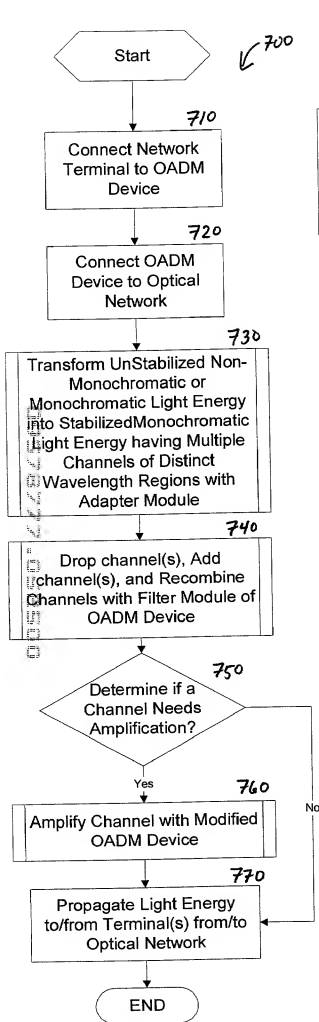 700
Start
710
Connect Network
Terminal to OADM
Device
720
Connect OADM
Device to Optical
Network
730
Transform UnStabilized Non-
Monochromatic or
Monochromatic Light Energy
into StabilizedMonochromatic
Light Energy having Multiple
Channels of Distinct
Wavelength Regions with
Adapter Module
740
Drop channel(s), Add
channel(s), and Recombine
Channels with Filter Module of
OADM Device
750
Determine if a
Channel Needs
Amplification?
Yes
No
760
Amplify Channel with Modified
OADM Device
770
Propagate Light Energy
to/from Terminal(s) from/to
Optical Network
END